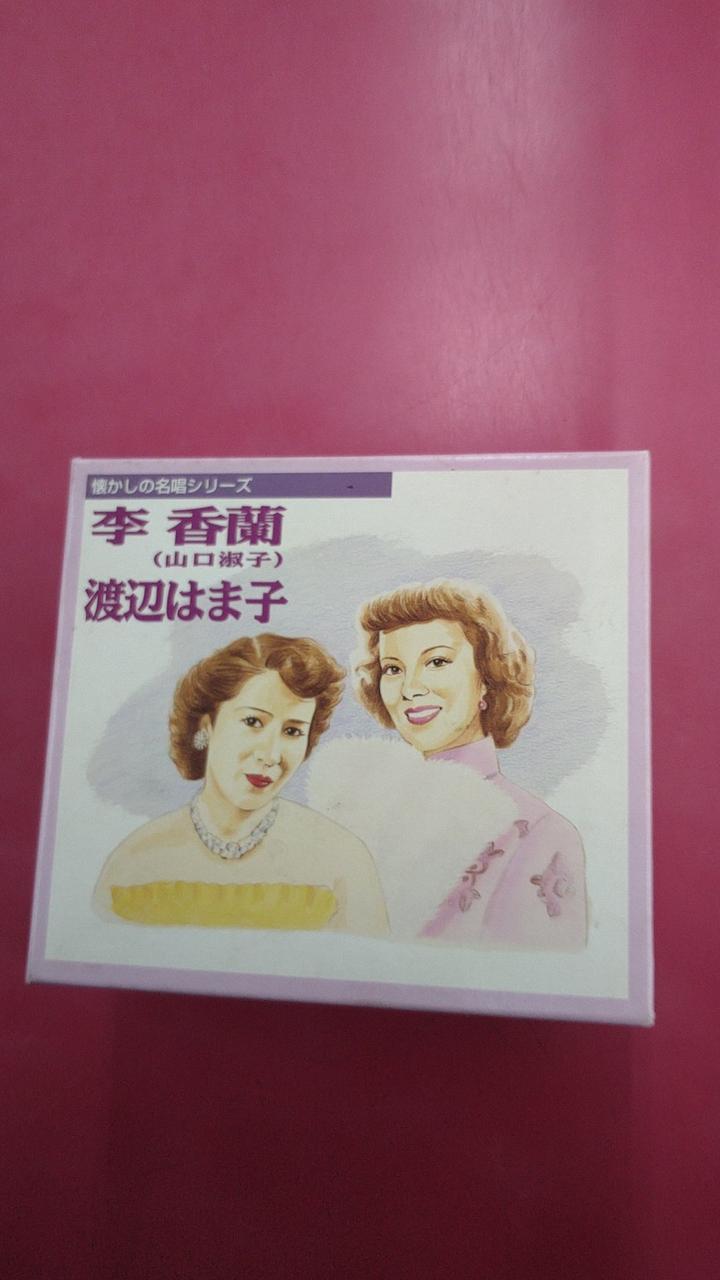 懐かしの名唱シリーズ
李 香蘭
(山口淑子)
渡辺はま子